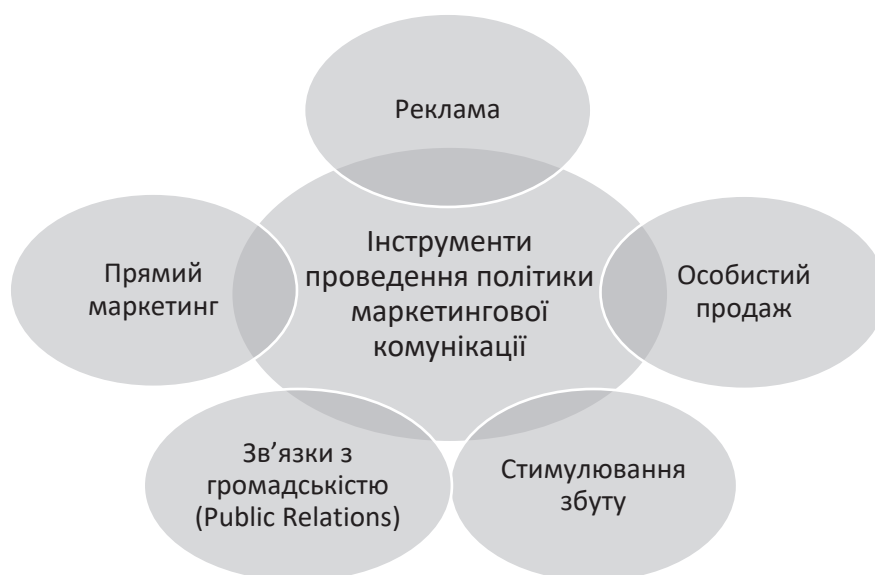 Реклама
Інструменти
проведення політики
маркетингової
комунікації
Прямий
маркетинг
Особистий
продаж
Зв’язки з
громадськістю
(Public Relations)
Стимулювання
збуту